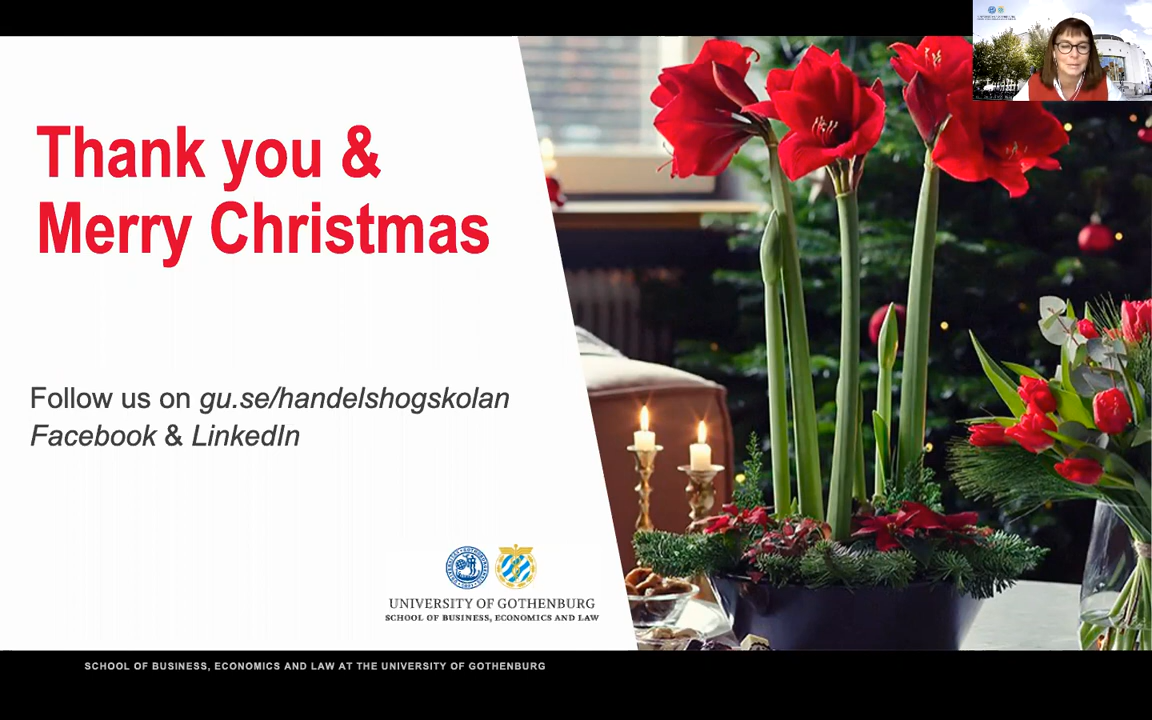 Thank you &
Merry Christmas
Follow us on gu.se/handelshogskolan
Facebook & LinkedIn
UNIVERSITY OF GOTHENBURG
SCHOOL OF BUSINESS, ECONOMICS AND LAW
SCHOOL OF BUSINESS, ECONOMICS AND LAW AT THE UNIVERSITY OF GOTHENBURG